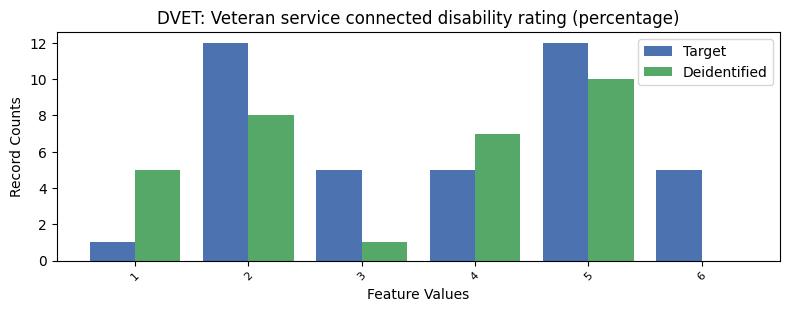 DVET: Veteran service connected disability rating (percentage)
Target
Deidentified
Record Counts
12
10
8
6
4
2
0
1 2 3 4 5 6
Feature Values